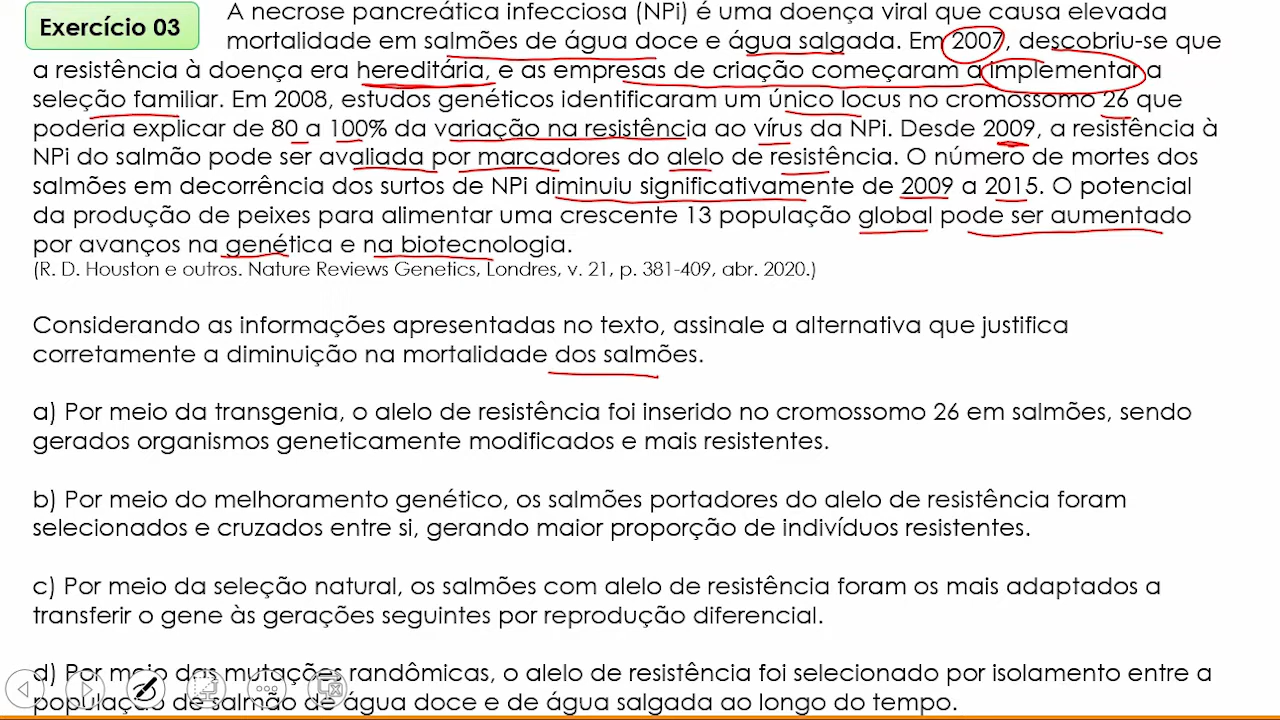 Exercício 03
A necrose pancreática infecciosa (NPi) é uma doença viral que causa elevada
mortalidade em salmões de água doce e água salgada. Em 2007, descobriu-se que
a resistência à doença era hereditária, e as empresas de criação começaram a implementar a
seleção familiar. Em 2008, estudos genéticos identificaram um único locus no cromossomo 26 que
poderia explicar de 80 a 100% da variação na resistência ao vírus da NPi. Desde 2009, a resistência à
NPi do salmão pode ser avaliada por marcadores do alelo de resistência. O número de mortes dos
salmões em decorrência dos surtos de NPi diminuiu significativamente de 2009 a 2015. O potencial
da produção de peixes para alimentar uma crescente 13 população global pode ser aumentado
por avanços na genética e na biotecnologia.
(R. D. Houston e outros. Nature Reviews Genetics, Londres, v. 21, p. 381-409, abr. 2020.)
Considerando as informações apresentadas no texto, assinale a alternativa que justifica
corretamente a diminuição na mortalidade dos salmões.
a) Por meio da transgenia, o alelo de resistência foi inserido no cromossomo 26 em salmões, sendo
gerados organismos geneticamente modificados e mais resistentes.
b) Por meio do melhoramento genético, os salmões portadores do alelo de resistência foram
selecionados e cruzados entre si, gerando maior proporção de indivíduos resistentes.
c) Por meio da seleção natural, os salmões com alelo de resistência foram os mais adaptados a
transferir o gene às gerações seguintes por reprodução diferencial.
d) Por meio das mutações randômicas, o alelo de resistência foi selecionado por isolamento entre a
população de salmão de água doce e de água salgada ao longo do tempo.